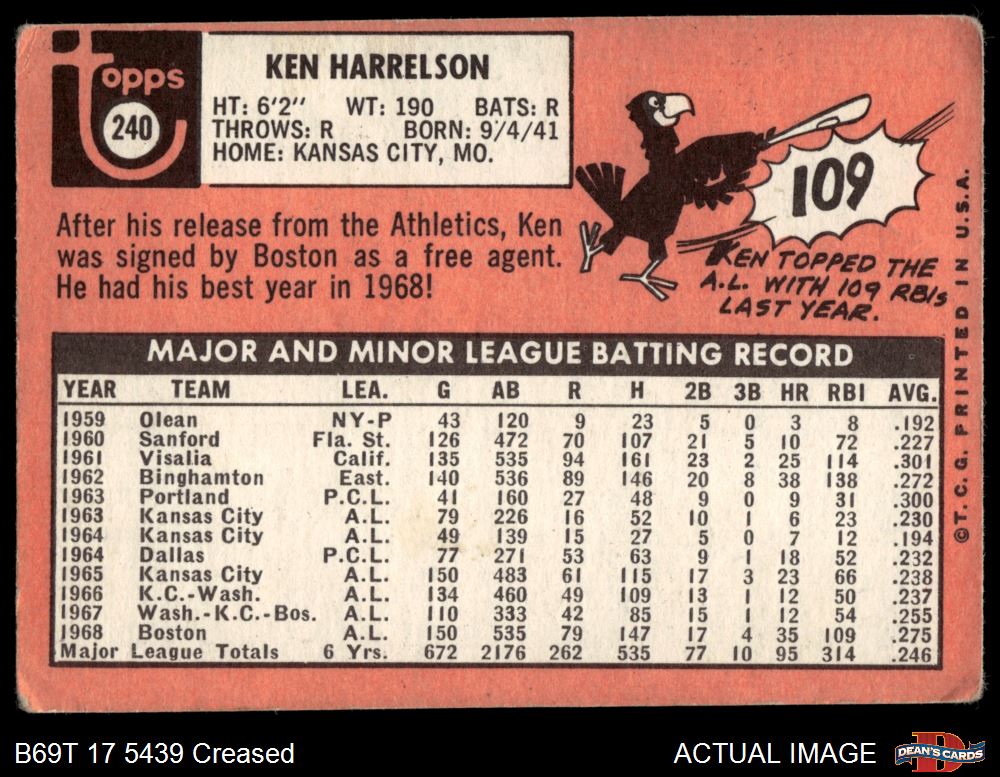 topps
240
KEN HARRELSON
HT: 6'2" WT: 190 BATS: R
THROWS: R BORN: 9/4/41
HOME: KANSAS CITY, MO.
After his release from the Athletics, Ken
was signed by Boston as a free agent.
He had his best year in 1968!
109
KEN TOPPED THE
A.L. WITH 109 RBIs
LAST YEAR.
MAJOR AND MINOR LEAGUE BATTING RECORD
YEAR TEAM LEA. G AB R H 2B 3B HR RBI AVG.
1959 Olean NY-P 43 120 9 23 5 0 3 8 .192
1960 Sanford Fla. St. 126 472 70 107 21 5 10 72 .227
1961 Visalia Calif. 135 535 94 161 23 2 25 114 .301
1962 Binghamton East. 140 536 89 146 20 8 38 138 .272
1963 Portland P.C.L. 41 160 27 48 9 0 9 31 .300
1963 Kansas City A.L. 79 226 16 52 10 1 6 23 .230
1964 Kansas City A.L. 49 139 15 27 5 0 7 12 .194
1964 Dallas P.C.L. 77 271 53 63 9 1 18 52 .232
1965 Kansas City A.L. 150 483 61 115 17 3 23 66 .238
1966 K.C.-Wash. A.L. 134 460 49 109 13 1 12 50 .237
1967 Wash.-K.C.-Bos. A.L. 110 333 42 85 15 1 12 54 .255
1968 Boston A.L. 150 535 79 147 17 4 35 109 .275
Major League Totals 6 Yrs. 672 2176 262 535 77 10 95 314 .246
©T. C. G. PRINTED IN U.S.A.
B69T 17 5439 Creased
ACTUAL IMAGE
D
DEAN'S CARDS